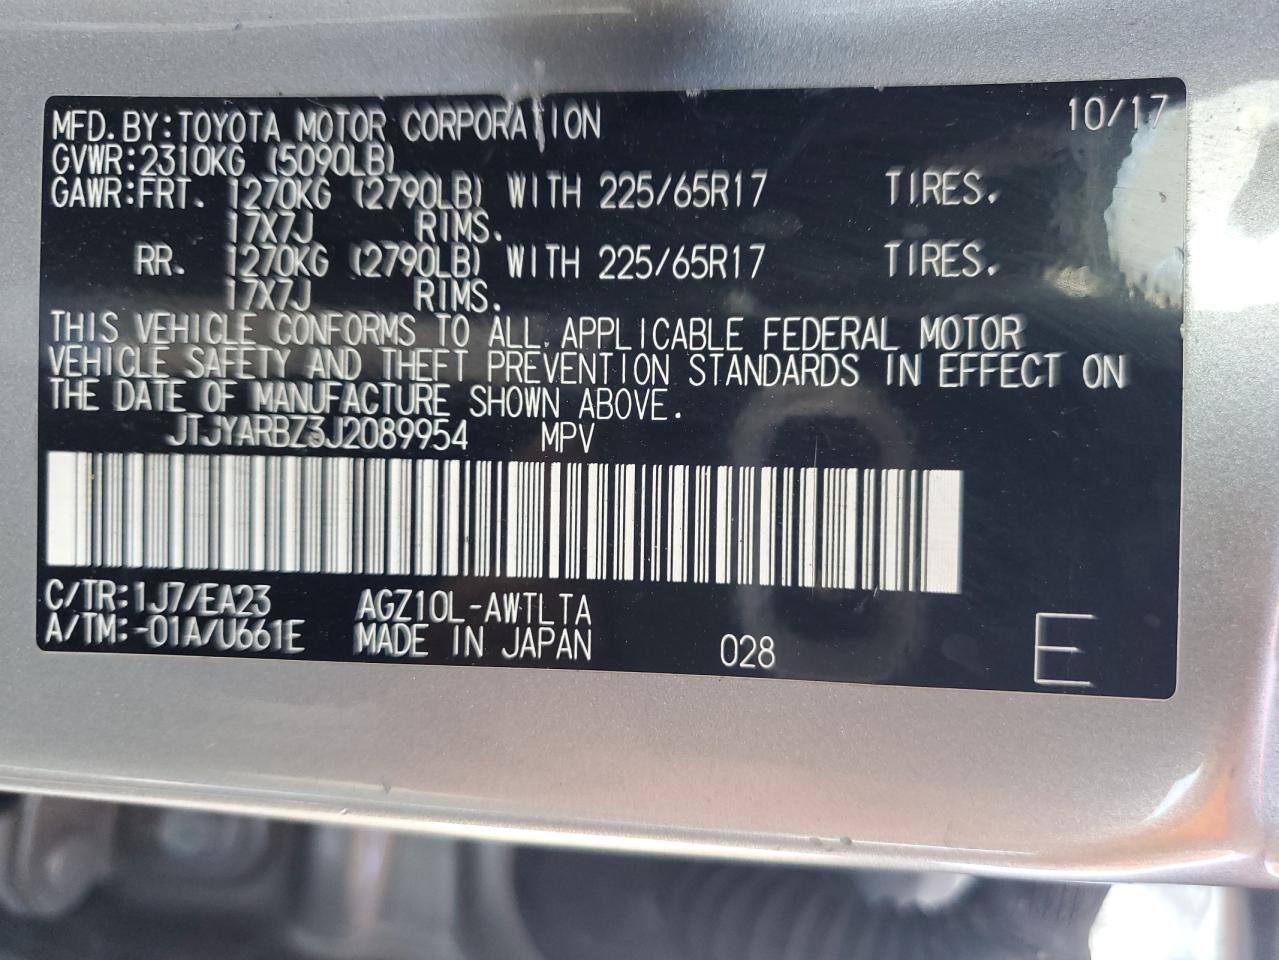 MFD. BY:TOYOTA MOTOR CORPORATION 10/17
GVWR:2310KG (5090LB)
GAWR:FRT. 1270KG (2790LB) WITH 225/65R17 TIRES.
17X7J RIMS.
RR. 1270KG (2790LB) WITH 225/65R17 TIRES.
17X7J RIMS.
THIS VEHICLE CONFORMS TO ALL APPLICABLE FEDERAL MOTOR
VEHICLE SAFETY AND THEFT PREVENTION STANDARDS IN EFFECT ON
THE DATE OF MANUFACTURE SHOWN ABOVE.
JTJYARBZ3J2089954 MPV
C/TR:1J7/EA23 AGZ10L-AWTLTA
A/TM:-01A/U661E MADE IN JAPAN 028 E